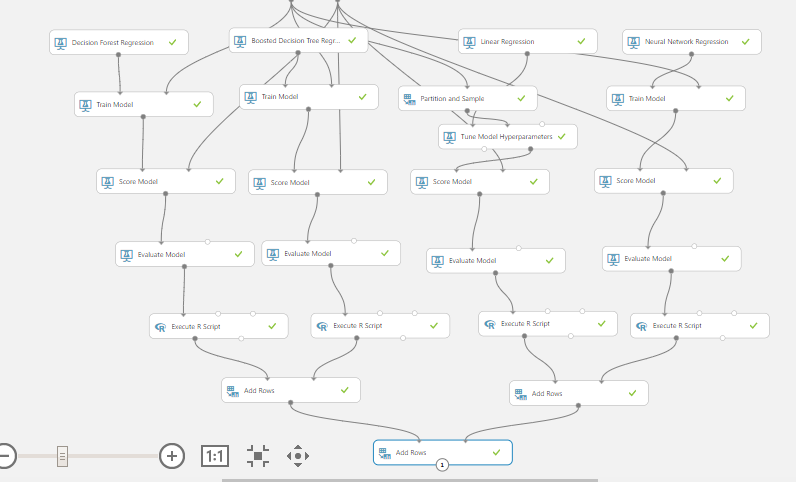 Decision Forest Regression
Boosted Decision Tree Regr...
Linear Regression
Neural Network Regression
Train Model
Train Model
Partition and Sample
Train Model
Tune Model Hyperparameters
Score Model
Score Model
Score Model
Score Model
Evaluate Model
Evaluate Model
Evaluate Model
Evaluate Model
Execute R Script
Execute R Script
Execute R Script
Execute R Script
Add Rows
Add Rows
Add Rows
1
1:1